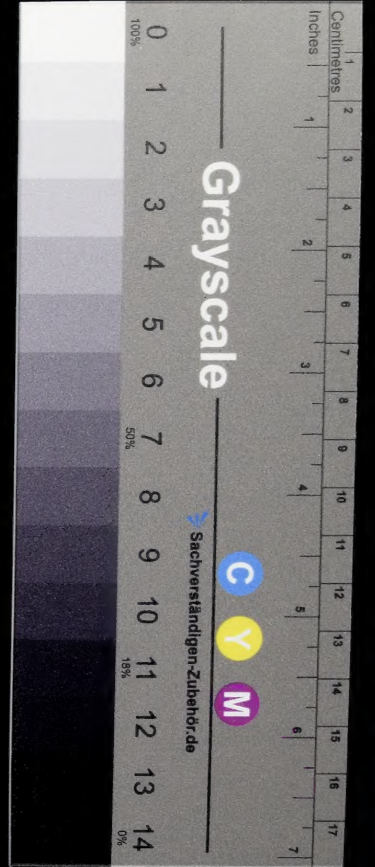 Centimetres 1 2 3 4 5 6 7 8 9 10 11 12 13 14 15 16 17
Inches 1 2 3 4 5 6 7
Grayscale C Y M
Sachverständigen-Zubehör.de
0 1 2 3 4 5 6 7 8 9 10 11 12 13 14
100% 50% 18% 0%